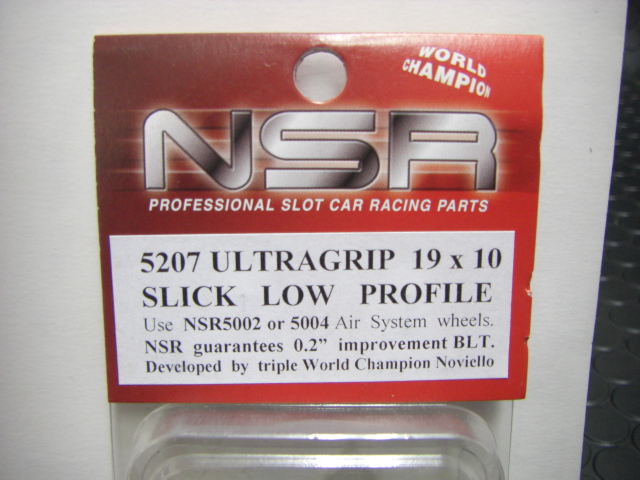 WORLD
CHAMPION
NSR
PROFESSIONAL SLOT CAR RACING PARTS
5207 ULTRAGRIP 19 x 10
SLICK LOW PROFILE
Use NSR5002 or 5004 Air System wheels.
NSR guarantees 0.2” improvement BLT.
Developed by triple World Champion Noviello